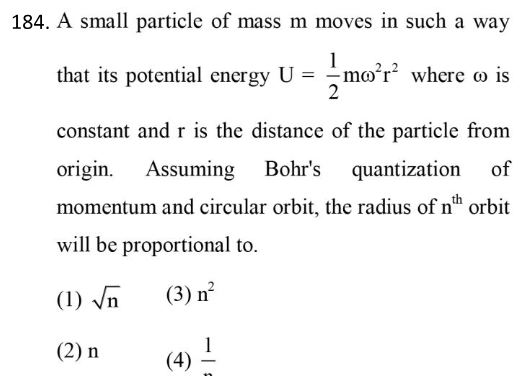 184. A small particle of mass m moves in such a way
that its potential energy U = 1/2 mω²r² where ω is
constant and r is the distance of the particle from
origin. Assuming Bohr's quantization of
momentum and circular orbit, the radius of nᵗʰ orbit
will be proportional to.
(1) √n (3) n²
(2) n (4) 1/n